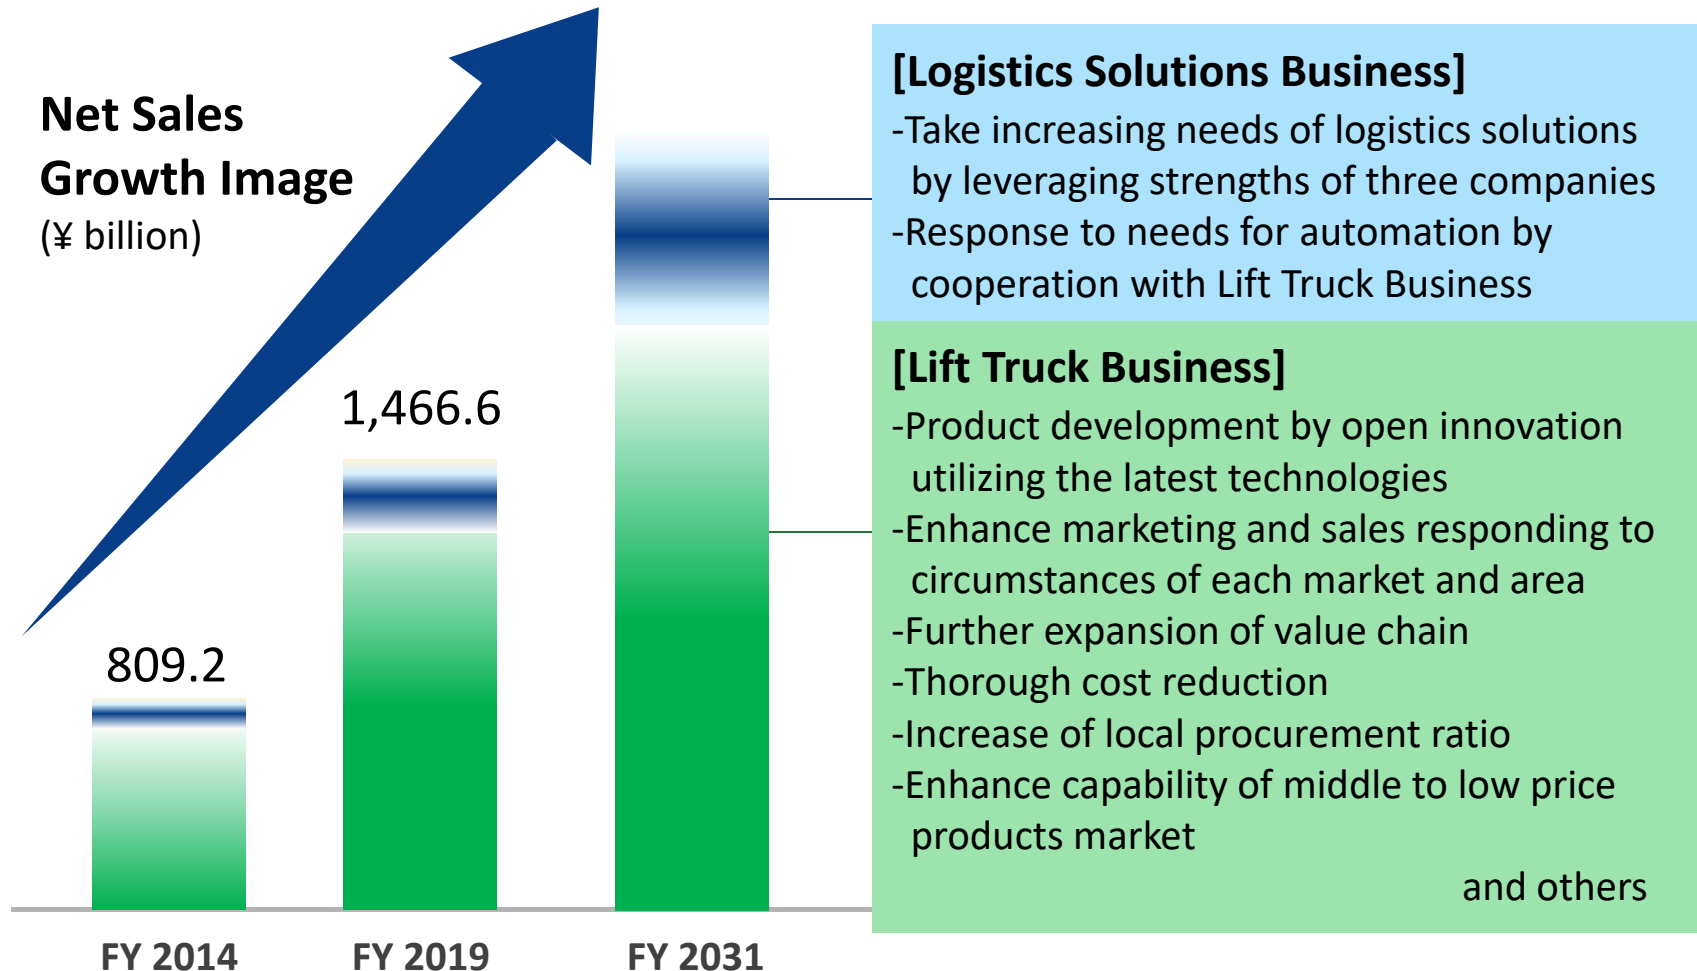 Net Sales
Growth Image
(¥ billion)
809.2
1,466.6
FY 2014
FY 2019
FY 2031
[Logistics Solutions Business]
-Take increasing needs of logistics solutions
by leveraging strengths of three companies
-Response to needs for automation by
cooperation with Lift Truck Business
[Lift Truck Business]
-Product development by open innovation
utilizing the latest technologies
-Enhance marketing and sales responding to
circumstances of each market and area
-Further expansion of value chain
-Thorough cost reduction
-Increase of local procurement ratio
-Enhance capability of middle to low price
products market
and others